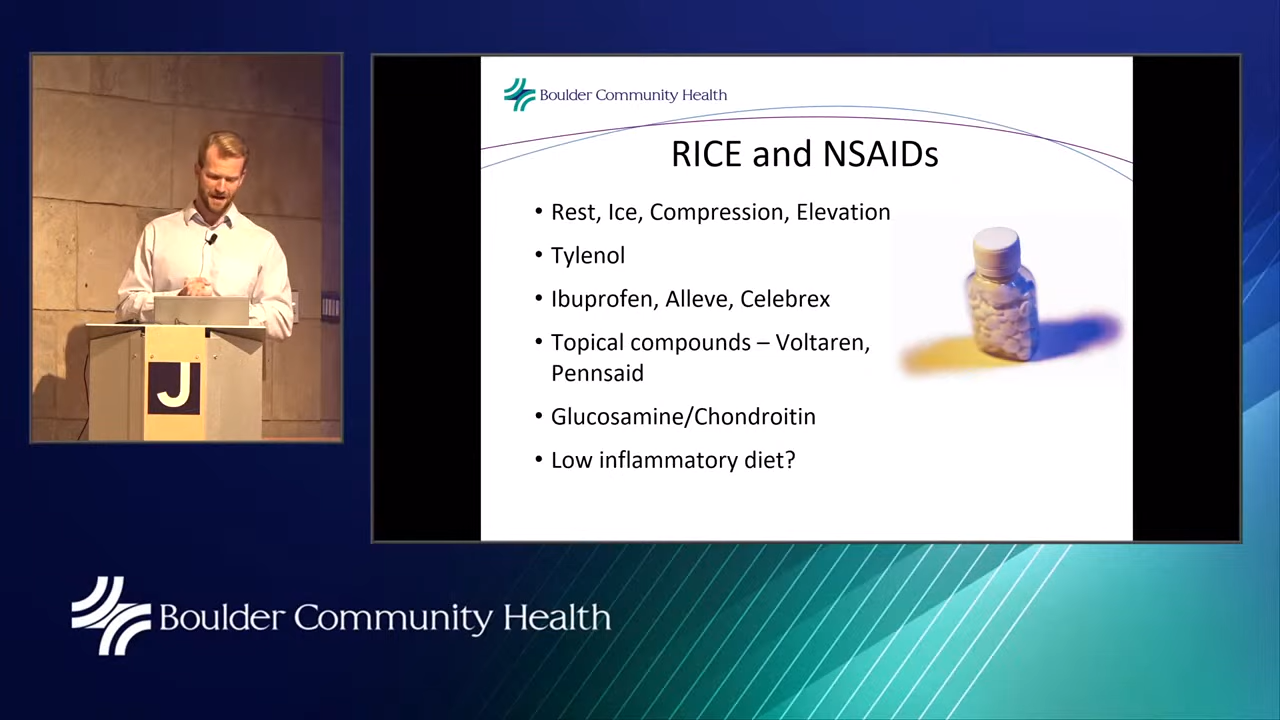 Boulder Community Health
RICE and NSAIDs
• Rest, Ice, Compression, Elevation
• Tylenol
• Ibuprofen, Alleve, Celebrex
• Topical compounds – Voltaren,
Pennsaid
• Glucosamine/Chondroitin
• Low inflammatory diet?
J
Boulder Community Health